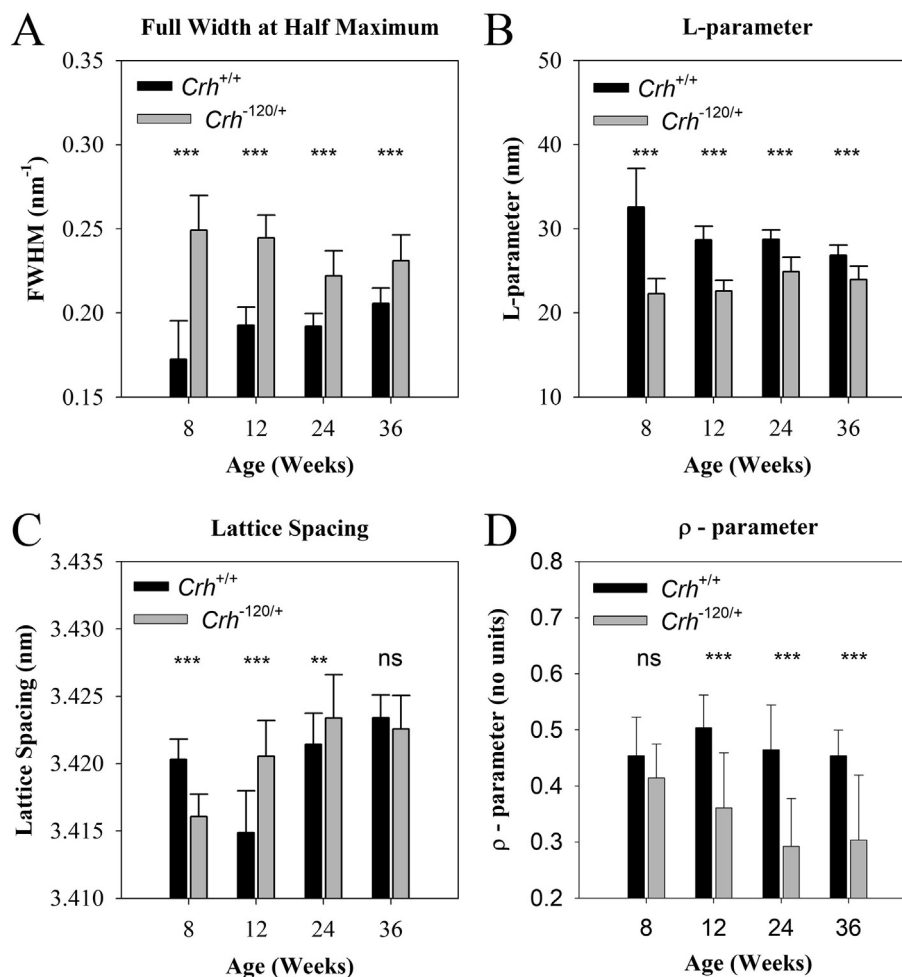 A
Full Width at Half Maximum
FWHM (nm-1)
0.35
0.30
0.25
0.20
0.15
Crh+/+
Crh-120/+
*** *** *** ***
8 12 24 36
Age (Weeks)
B
L-parameter
L-parameter (nm)
50
40
30
20
10
Crh+/+
Crh-120/+
*** *** *** ***
8 12 24 36
Age (Weeks)
C
Lattice Spacing
Lattice Spacing (nm)
3.435
3.430
3.425
3.420
3.415
3.410
Crh+/+
Crh-120/+
*** *** ** ns
8 12 24 36
Age (Weeks)
D
ρ - parameter
ρ - parameter (no units)
0.8
0.7
0.6
0.5
0.4
0.3
0.2
Crh+/+
Crh-120/+
ns *** *** ***
8 12 24 36
Age (Weeks)